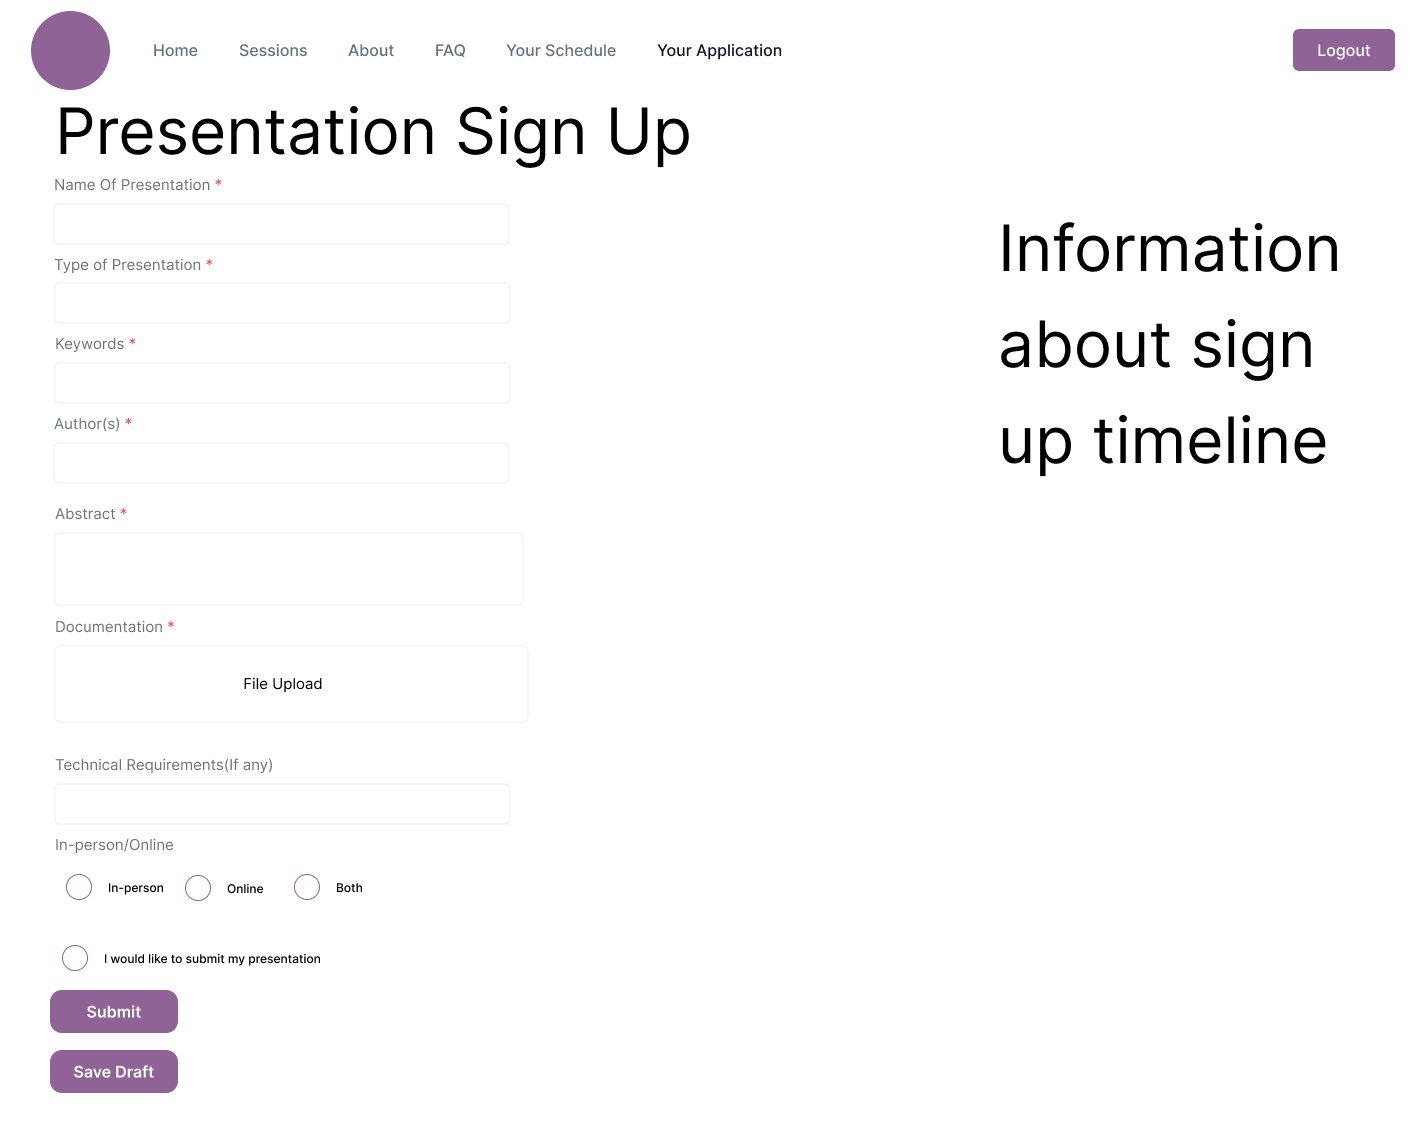 Home Sessions About FAQ Your Schedule Your Application Logout
Presentation Sign Up
Name Of Presentation *
Type of Presentation *
Keywords *
Author(s) *
Abstract *
Documentation *
File Upload
Technical Requirements(If any)
In-person/Online
In-person Online Both
I would like to submit my presentation
Submit
Save Draft
Information
about sign
up timeline